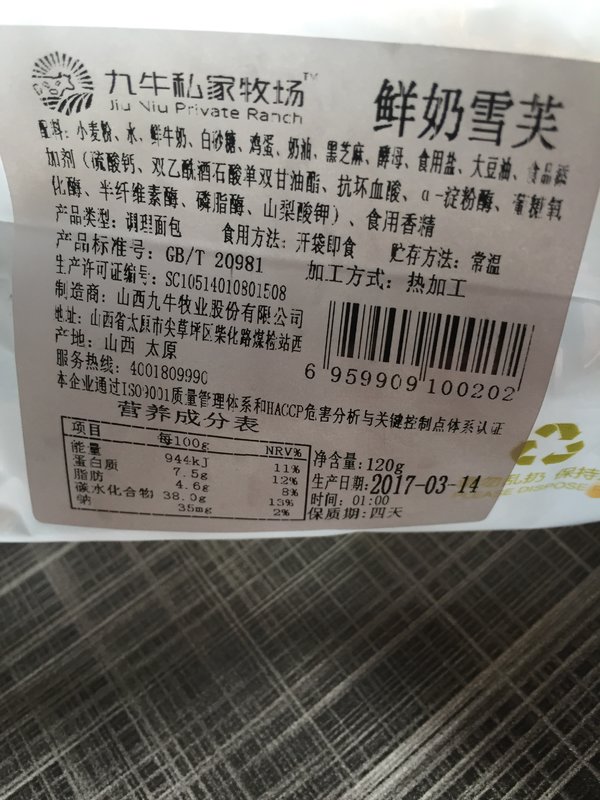 九牛私家牧场™
Jiu Niu Private Ranch
鲜奶雪芙
配料：小麦粉、水、鲜牛奶、白沙糖、鸡蛋、奶油、黑芝麻、酵母、食用盐、大豆油、食品添
加剂（硫酸钙、双乙酰酒石酸单双甘油酯、抗坏血酸、α-淀粉酶、葡糖氧
化酶、半纤维素酶、磷脂酶、山梨酸钾）、食用香精
产品类型：调理面包 食用方法：开袋即食 贮存方法：常温
产品标准号：GB/T 20981 加工方式：热加工
生产许可证编号：SC10514010801508
制造商：山西九牛牧业股份有限公司
地址：山西省太原市尖草坪区柴化路煤检站西
产地：山西 太原
服务热线：4001809990
6 959909 100202
本企业通过ISO9001质量管理体系和HACCP危害分析与关键控制点体系认证
营养成分表
项目 每100g NRV%
能量 944kJ 11%
蛋白质 7.5g 12%
脂肪 4.6g 8%
碳水化合物 38.0g 13%
钠 35mg 2%
净含量：120g
生产日期：2017-03-14
时间：01:00
保质期：四天
乱扔 保持
EASE DISPOSE